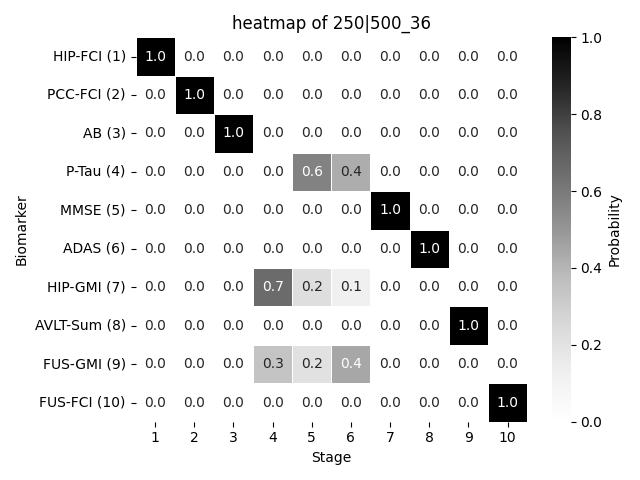 heatmap of 250|500_36
HIP-FCI (1) 1.0 0.0 0.0 0.0 0.0 0.0 0.0 0.0 0.0 0.0
PCC-FCI (2) 0.0 1.0 0.0 0.0 0.0 0.0 0.0 0.0 0.0 0.0
AB (3) 0.0 0.0 1.0 0.0 0.0 0.0 0.0 0.0 0.0 0.0
P-Tau (4) 0.0 0.0 0.0 0.0 0.6 0.4 0.0 0.0 0.0 0.0
MMSE (5) 0.0 0.0 0.0 0.0 0.0 0.0 1.0 0.0 0.0 0.0
ADAS (6) 0.0 0.0 0.0 0.0 0.0 0.0 0.0 1.0 0.0 0.0
HIP-GMI (7) 0.0 0.0 0.0 0.7 0.2 0.1 0.0 0.0 0.0 0.0
AVLT-Sum (8) 0.0 0.0 0.0 0.0 0.0 0.0 0.0 0.0 1.0 0.0
FUS-GMI (9) 0.0 0.0 0.0 0.3 0.2 0.4 0.0 0.0 0.0 0.0
FUS-FCI (10) 0.0 0.0 0.0 0.0 0.0 0.0 0.0 0.0 0.0 1.0
1 2 3 4 5 6 7 8 9 10
Stage
Biomarker
1.0
0.8
0.6
0.4
0.2
0.0
Probability